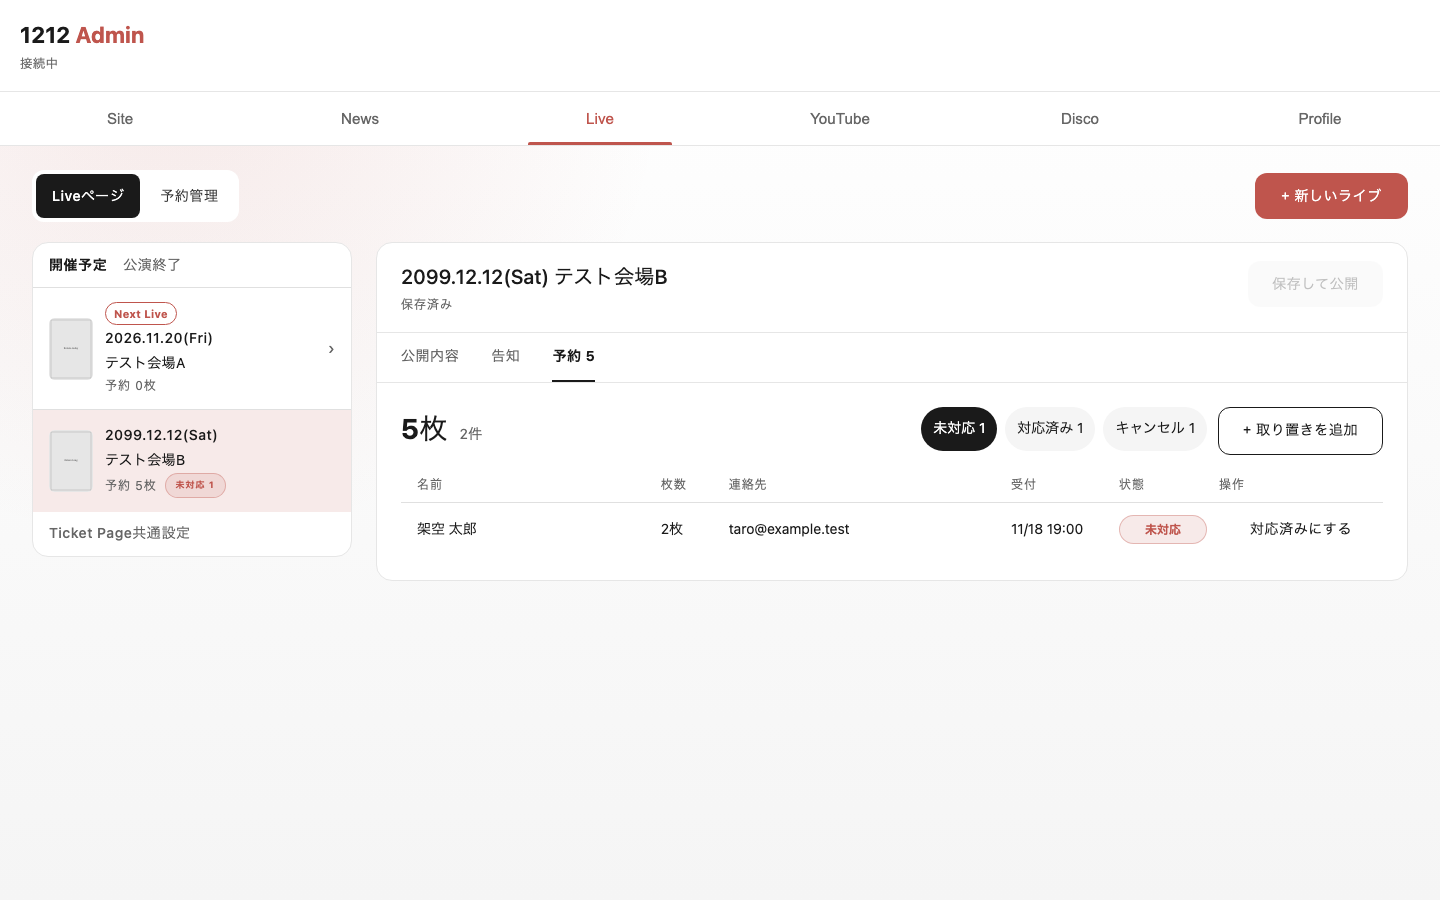 1212 Admin
接続中
Site News Live YouTube Disco Profile
Liveページ 予約管理
+ 新しいライブ
開催予定 公演終了
Next Live
2026.11.20(Fri)
テスト会場A
予約 0枚
›
2099.12.12(Sat)
テスト会場B
予約 5枚 未対応 1
Ticket Page共通設定
2099.12.12(Sat) テスト会場B
保存済み
保存して公開
公開内容 告知 予約 5
5枚 2件
未対応 1 対応済み 1 キャンセル 1 + 取り置きを追加
名前 枚数 連絡先 受付 状態 操作
架空 太郎 2枚 taro@example.test 11/18 19:00 未対応 対応済みにする